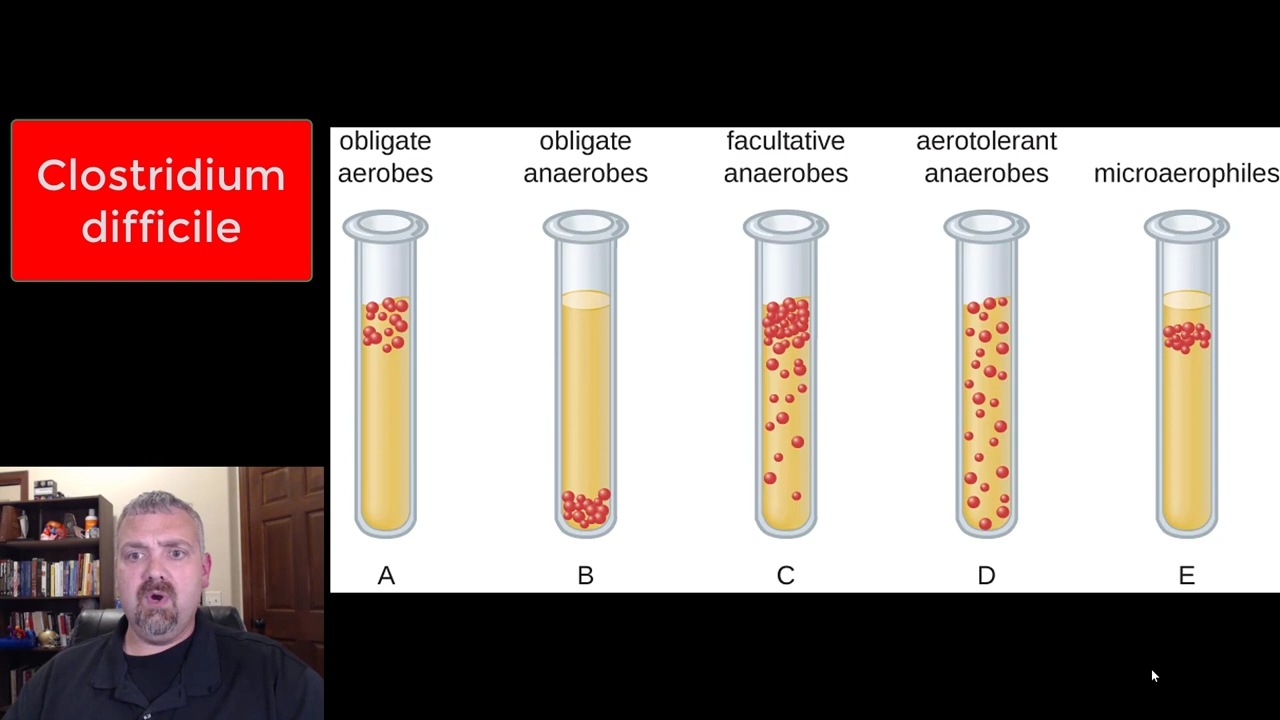 Clostridium
difficile
obligate
aerobes
obligate
anaerobes
facultative
anaerobes
aerotolerant
anaerobes
microaerophiles
A
B
C
D
E